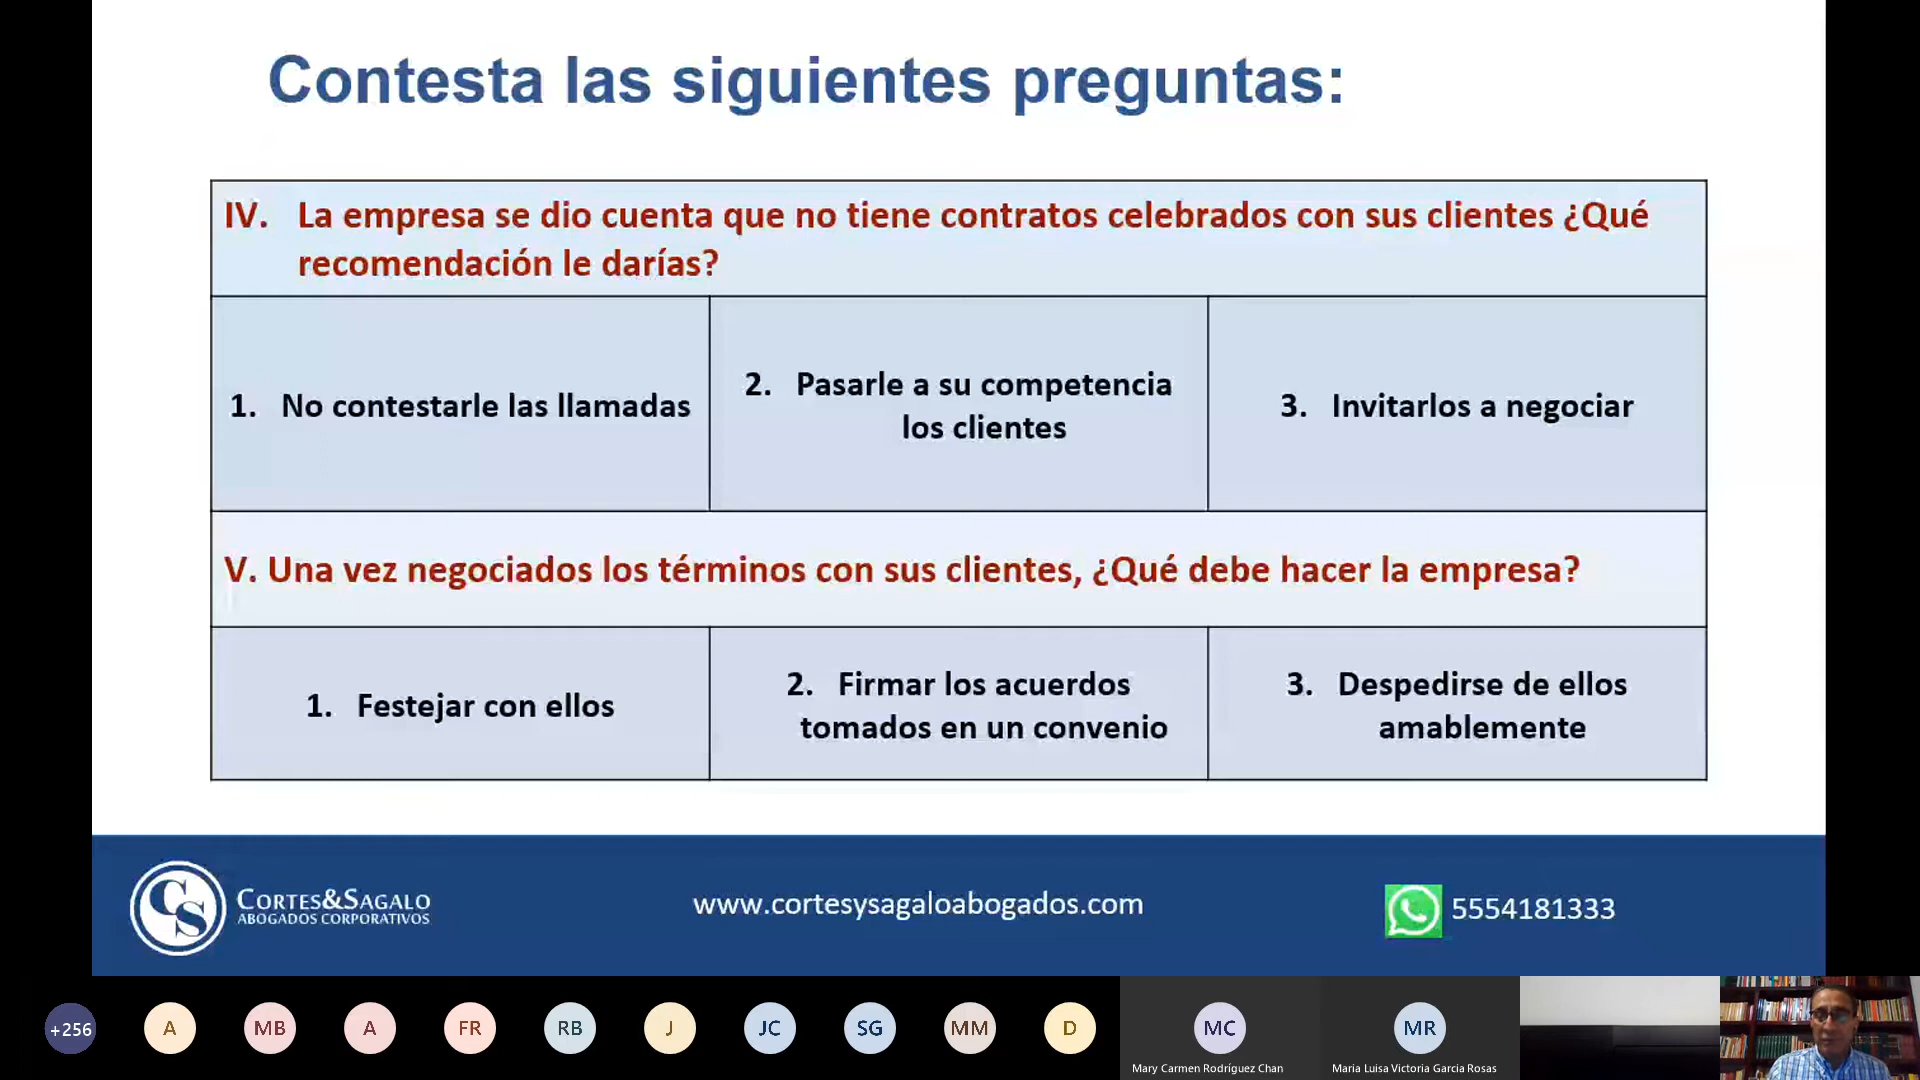 Contesta las siguientes preguntas:
IV. La empresa se dio cuenta que no tiene contratos celebrados con sus clientes ¿Qué
recomendación le darías?
1. No contestarle las llamadas
2. Pasarle a su competencia
los clientes
3. Invitarlos a negociar
V. Una vez negociados los términos con sus clientes, ¿Qué debe hacer la empresa?
1. Festejar con ellos
2. Firmar los acuerdos
tomados en un convenio
3. Despedirse de ellos
amablemente
CS
CORTES&SAGALO
ABOGADOS CORPORATIVOS
www.cortesysagaloabogados.com
5554181333
+256
A
MB
A
FR
RB
J
JC
SG
MM
D
MC
Mary Carmen Rodríguez Chan
MR
Maria Luisa Victoria Garcia Rosas